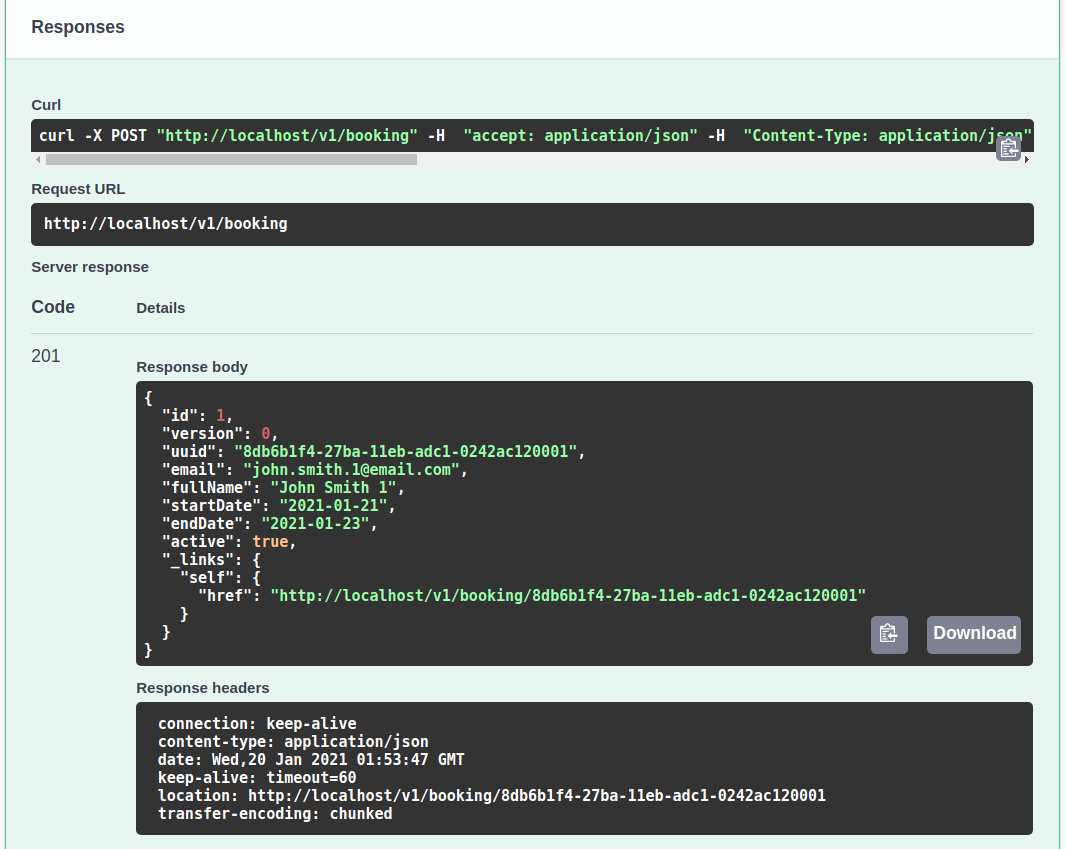 Responses
Curl
curl -X POST "http://localhost/v1/booking" -H  "accept: application/json" -H  "Content-Type: application/json"
Request URL
http://localhost/v1/booking
Server response
Code Details
201
Response body
{
  "id": 1,
  "version": 0,
  "uuid": "8db6b1f4-27ba-11eb-adc1-0242ac120001",
  "email": "john.smith.1@email.com",
  "fullName": "John Smith 1",
  "startDate": "2021-01-21",
  "endDate": "2021-01-23",
  "active": true,
  "_links": {
    "self": {
      "href": "http://localhost/v1/booking/8db6b1f4-27ba-11eb-adc1-0242ac120001"
    }
  }
}
Download
Response headers
connection: keep-alive
content-type: application/json
date: Wed,20 Jan 2021 01:53:47 GMT
keep-alive: timeout=60
location: http://localhost/v1/booking/8db6b1f4-27ba-11eb-adc1-0242ac120001
transfer-encoding: chunked